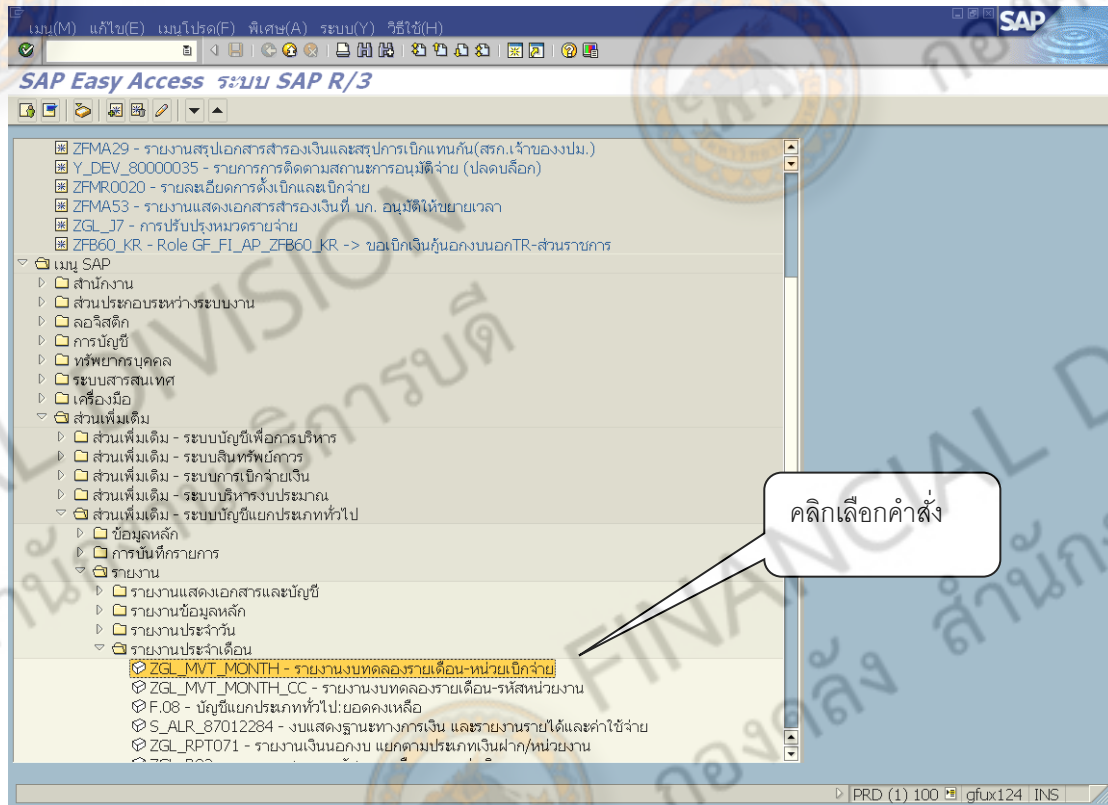 เมนู(M) แก้ไข(E) เมนูโปรด(F) พิเศษ(A) ระบบ(Y) วิธีใช้(H)
SAP
SAP Easy Access ระบบ SAP R/3
ZFMA29 - รายงานสรุปเอกสารสำรองเงินและสรุปการเบิกแทนกัน(สรก.เจ้าของงปม.)
Y_DEV_80000035 - รายการการติดตามสถานะการอนุมัติจ่าย (ปลดบล็อก)
ZFMR0020 - รายละเอียดการตั้งเบิกและเบิกจ่าย
ZFMA53 - รายงานแสดงเอกสารสำรองเงินที่ บก. อนุมัติให้ขยายเวลา
ZGL_J7 - การปรับปรุงหมวดรายจ่าย
ZFB60_KR - Role GF_FI_AP_ZFB60_KR -> ขอเบิกเงินกู้นอกงบนอกTR-ส่วนราชการ
เมนู SAP
สำนักงาน
ส่วนประกอบระหว่างระบบงาน
ลอจิสติก
การบัญชี
ทรัพยากรบุคคล
ระบบสารสนเทศ
เครื่องมือ
ส่วนเพิ่มเติม
ส่วนเพิ่มเติม - ระบบบัญชีเพื่อการบริหาร
ส่วนเพิ่มเติม - ระบบสินทรัพย์ถาวร
ส่วนเพิ่มเติม - ระบบการเบิกจ่ายเงิน
ส่วนเพิ่มเติม - ระบบบริหารงบประมาณ
ส่วนเพิ่มเติม - ระบบบัญชีแยกประเภททั่วไป
ข้อมูลหลัก
การบันทึกรายการ
รายงาน
รายงานแสดงเอกสารและบัญชี
รายงานข้อมูลหลัก
รายงานประจำวัน
รายงานประจำเดือน
ZGL_MVT_MONTH - รายงานงบทดลองรายเดือน-หน่วยเบิกจ่าย
ZGL_MVT_MONTH_CC - รายงานงบทดลองรายเดือน-รหัสหน่วยงาน
F.08 - บัญชีแยกประเภททั่วไป:ยอดคงเหลือ
S_ALR_87012284 - งบแสดงฐานะทางการเงิน และรายงานรายได้และค่าใช้จ่าย
ZGL_RPT071 - รายงานเงินนอกงบ แยกตามประเภทเงินฝาก/หน่วยงาน
คลิกเลือกคำสั่ง
PRD (1) 100 gfux124 INS